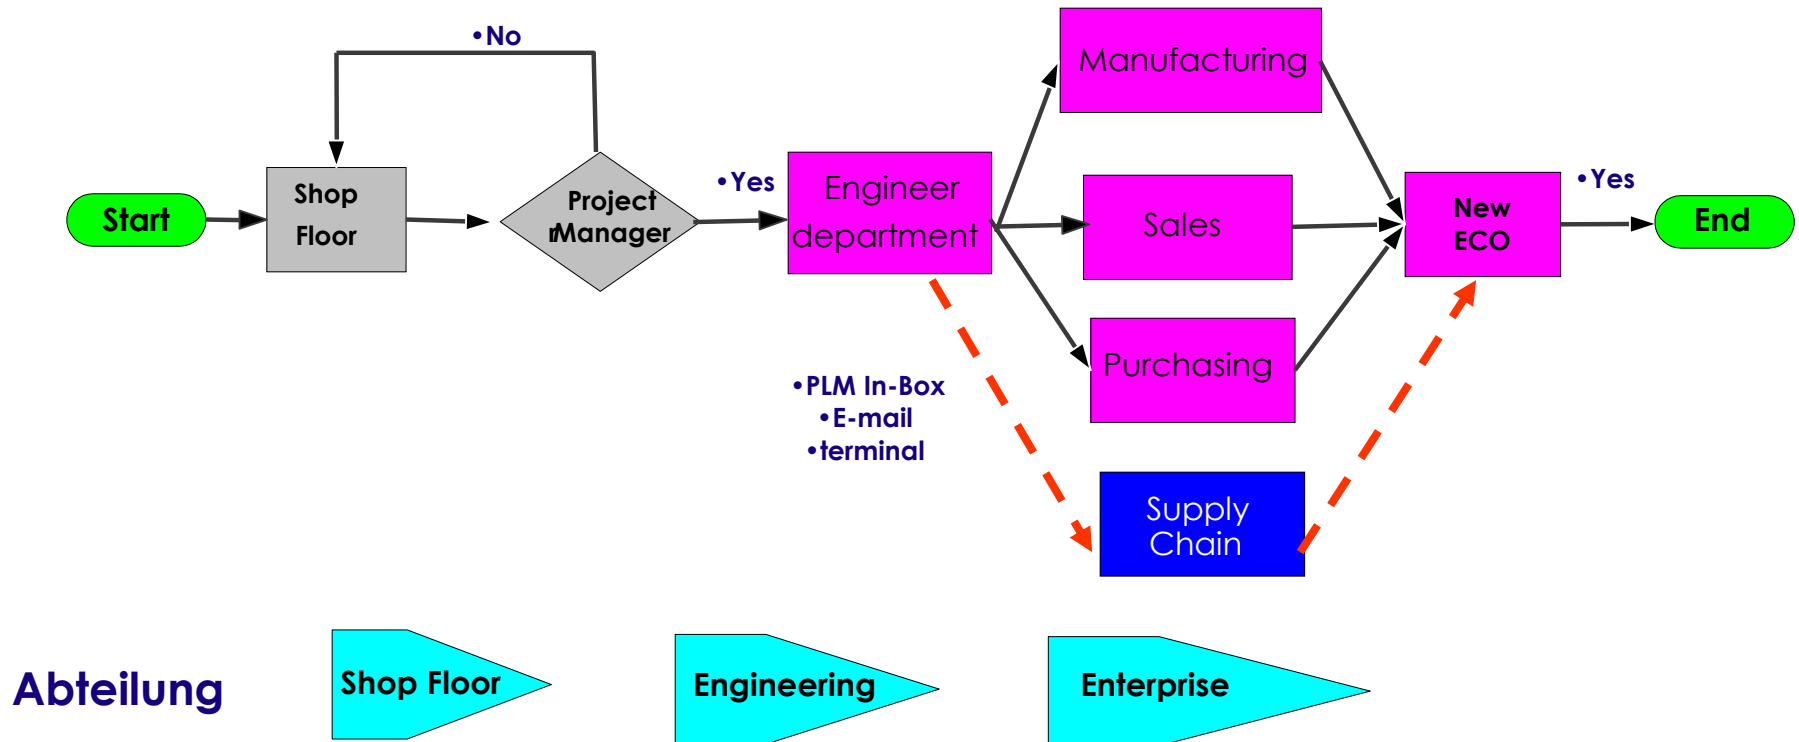 •No
Manufacturing
Start
Shop
Floor
Project
rManager
•Yes
Engineer
department
Sales
Purchasing
New
ECO
•Yes
End
•PLM In-Box
•E-mail
•terminal
Supply
Chain
Abteilung
Shop Floor
Engineering
Enterprise